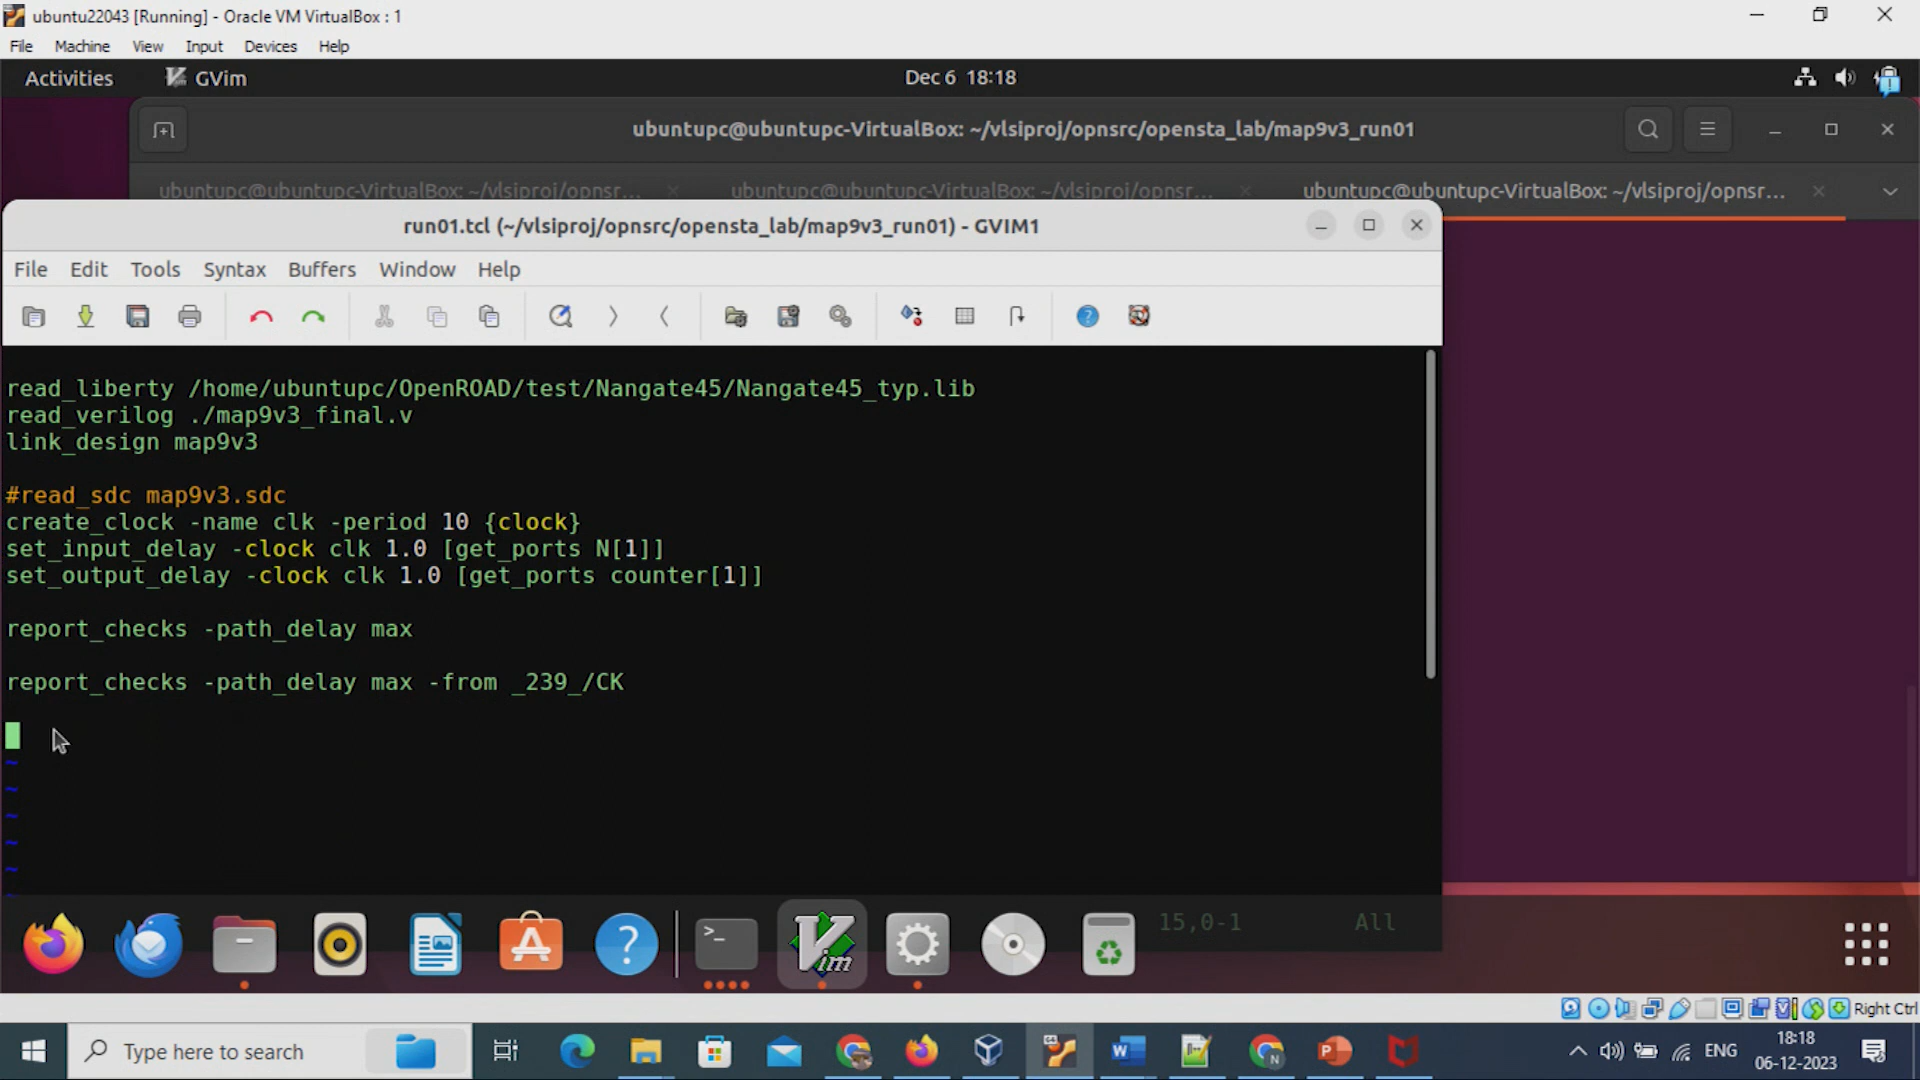 ubuntu22043 [Running] - Oracle VM VirtualBox : 1
File Machine View Input Devices Help
Activities GVim Dec 6 18:18
ubuntupc@ubuntupc-VirtualBox: ~/vlsiproj/opnsrc/opensta_lab/map9v3_run01
ubuntupc@ubuntupc-VirtualBox: ~/vlsiproj/opnsr... ubuntupc@ubuntupc-VirtualBox: ~/vlsiproj/opnsr... ubuntupc@ubuntupc-VirtualBox: ~/vlsiproj/opnsr...
run01.tcl (~/vlsiproj/opnsrc/opensta_lab/map9v3_run01) - GVIM1
File Edit Tools Syntax Buffers Window Help
read_liberty /home/ubuntupc/OpenROAD/test/Nangate45/Nangate45_typ.lib
read_verilog ./map9v3_final.v
link_design map9v3
#read_sdc map9v3.sdc
create_clock -name clk -period 10 {clock}
set_input_delay -clock clk 1.0 [get_ports N[1]]
set_output_delay -clock clk 1.0 [get_ports counter[1]]
report_checks -path_delay max
report_checks -path_delay max -from _239_/CK
~
~
~
~
~
15,0-1 All
Right Ctrl
Type here to search
ENG
18:18
06-12-2023